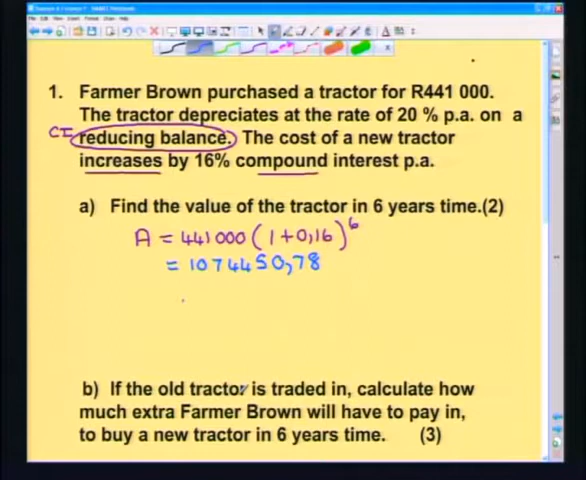 1. Farmer Brown purchased a tractor for R441 000.
The tractor depreciates at the rate of 20 % p.a. on a
CI reducing balance. The cost of a new tractor
increases by 16% compound interest p.a.
a) Find the value of the tractor in 6 years time.(2)
A = 441 000 (1+0,16)^6
= 1074450,78
b) If the old tractor is traded in, calculate how
much extra Farmer Brown will have to pay in,
to buy a new tractor in 6 years time. (3)